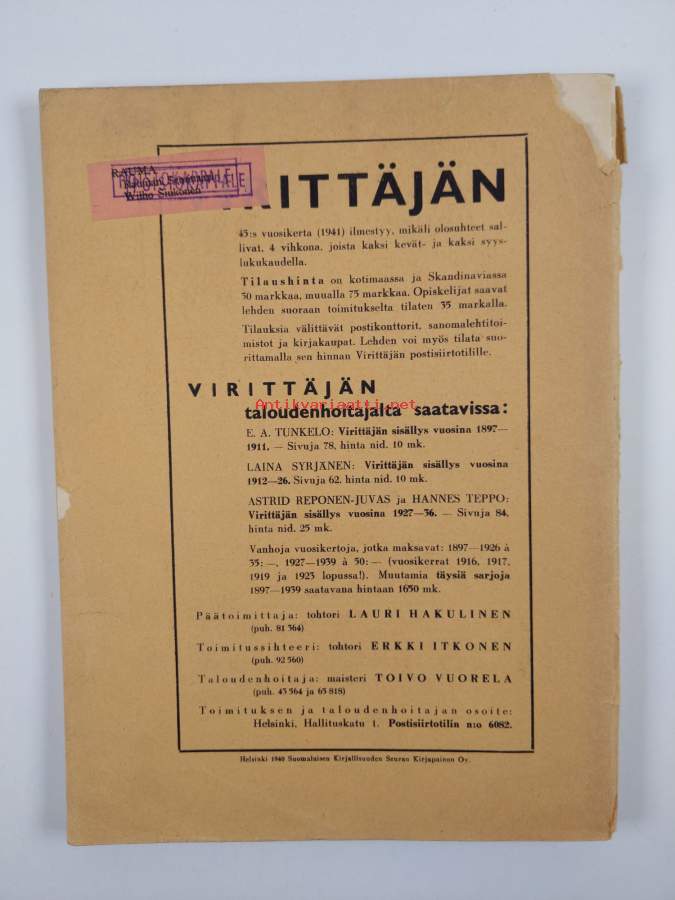 RAUMA
Rauman Seminaari
Wilho Siukonen
VIRITTÄJÄN
45:s vuosikerta (1941) ilmestyy, mikäli olosuhteet sal-
livat, 4 vihkona, joista kaksi kevät- ja kaksi syys-
lukukaudella.
Tilaushinta on kotimaassa ja Skandinaviassa
50 markkaa, muualla 75 markkaa. Opiskelijat saavat
lehden suoraan toimitukselta tilaten 35 markalla.
Tilauksia välittävät postikonttorit, sanomalehtitoi-
mistot ja kirjakaupat. Lehden voi myös tilata suo-
rittamalla sen hinnan Virittäjän postisiirtotilille.
VIRITTÄJÄN
Antikvariaatti.net
taloudenhoitajalta saatavissa:
E. A. TUNKELO: Virittäjän sisällys vuosina 1897—
1911. — Sivuja 78, hinta nid. 10 mk.
LAINA SYRJÄNEN: Virittäjän sisällys vuosina
1912—26. Sivuja 62, hinta nid. 10 mk.
ASTRID REPONEN-JUVAS ja HANNES TEPPO:
Virittäjän sisällys vuosina 1927—36. — Sivuja 84,
hinta nid. 25 mk.
Vanhoja vuosikertoja, jotka maksavat: 1897—1926 à
35: —, 1927—1939 à 50: — (vuosikerrat 1916, 1917,
1919 ja 1923 lopussa!). Muutamia täysiä sarjoja
1897—1939 saatavana hintaan 1650 mk.
Päätoimittaja: tohtori LAURI HAKULINEN
(puh. 81 364)
Toimitussihteeri: tohtori ERKKI ITKONEN
(puh. 92 560)
Taloudenhoitaja: maisteri TOIVO VUORELA
(puh. 43 564 ja 63 818)
Toimituksen ja taloudenhoitajan osoite:
Helsinki, Hallituskatu 1. Postisiirtotilin n:o 6082.
Helsinki 1940 Suomalaisen Kirjallisuuden Seuran Kirjapainon Oy.